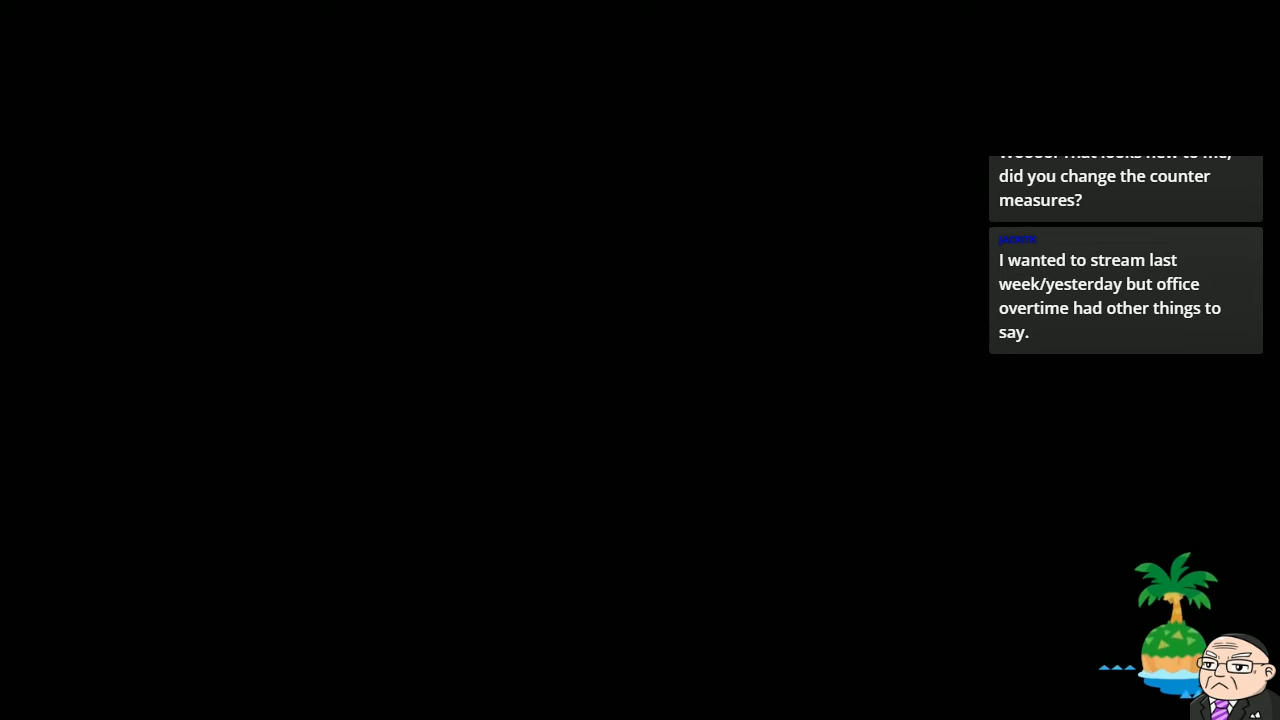 did you change the counter
measures?
I wanted to stream last
week/yesterday but office
overtime had other things to
say.